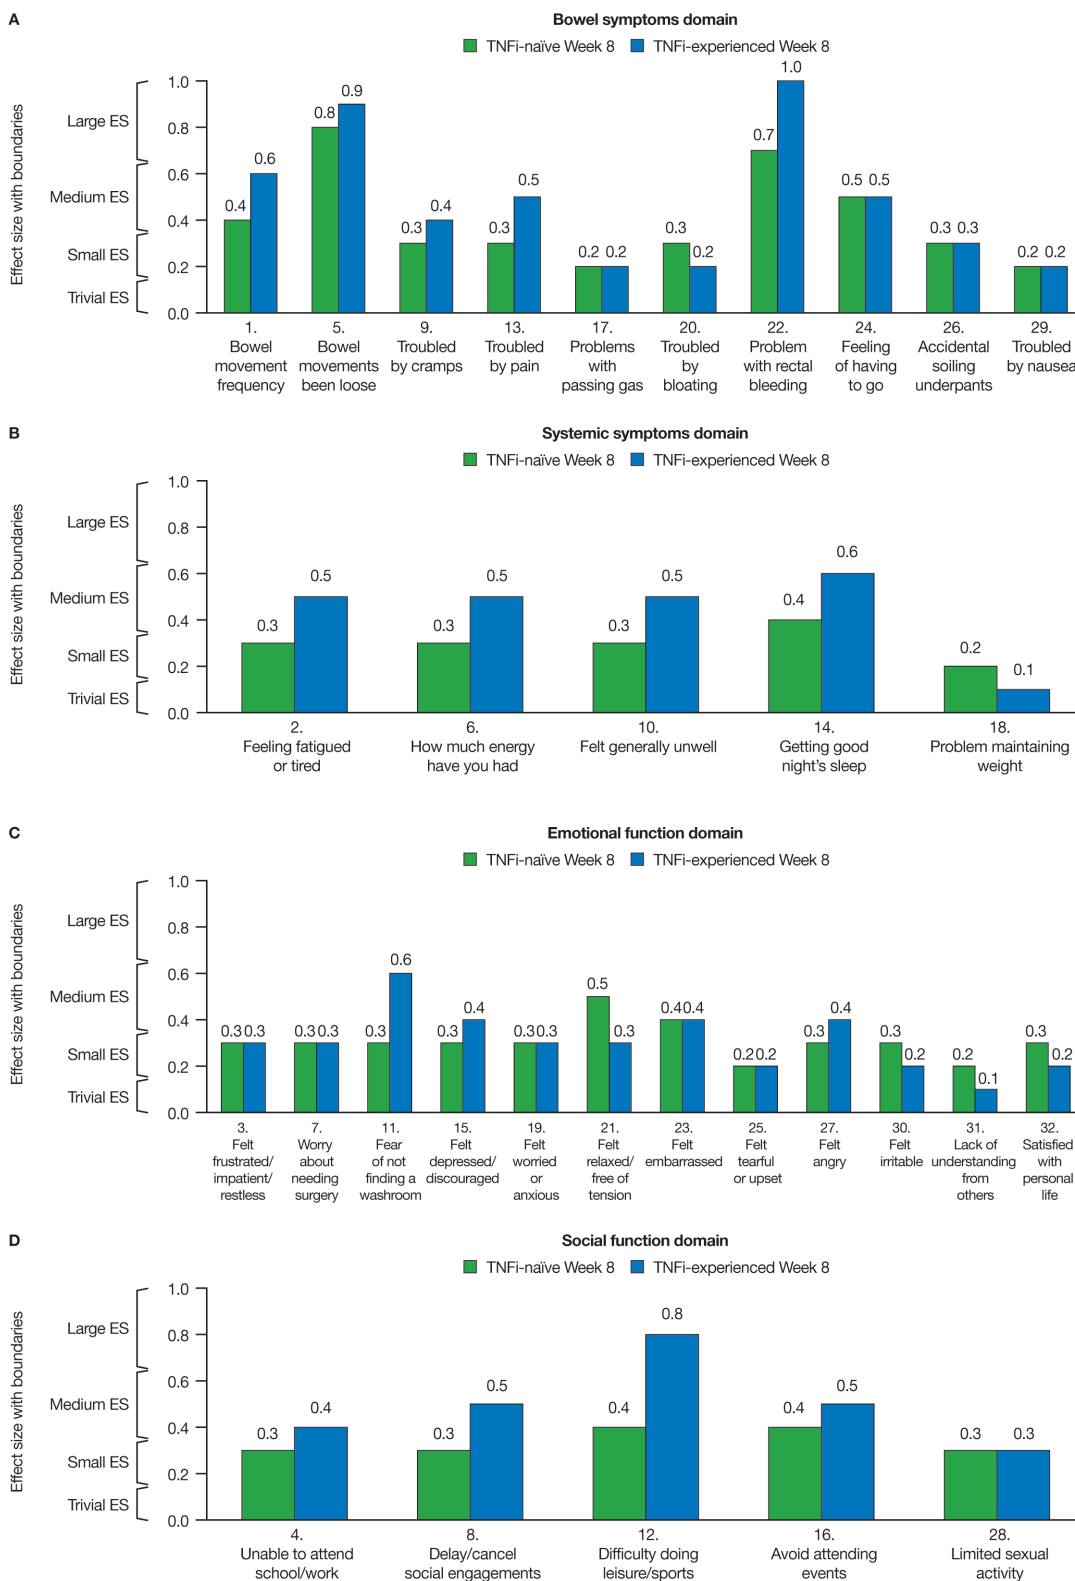 A
Bowel symptoms domain
TNFi-naïve Week 8 TNFi-experienced Week 8
Effect size with boundaries
Large ES
Medium ES
Small ES
Trivial ES
1.0
0.8
0.6
0.4
0.2
0.0
0.4 0.6 0.8 0.9 0.3 0.4 0.3 0.5 0.2 0.2 0.3 0.2 0.7 1.0 0.5 0.5 0.3 0.3 0.2 0.2
1. 5. 9. 13. 17. 20. 22. 24. 26. 29.
Bowel Bowel Troubled Troubled Problems Troubled Problem Feeling Accidental Troubled
movement movements by cramps by pain with by with rectal of having soiling by nausea
frequency been loose passing gas bloating bleeding to go underpants
B
Systemic symptoms domain
TNFi-naïve Week 8 TNFi-experienced Week 8
Effect size with boundaries
Large ES
Medium ES
Small ES
Trivial ES
1.0
0.8
0.6
0.4
0.2
0.0
0.3 0.5 0.3 0.5 0.3 0.5 0.4 0.6 0.2 0.1
2. 6. 10. 14. 18.
Feeling fatigued How much energy Felt generally unwell Getting good Problem maintaining
or tired have you had night's sleep weight
C
Emotional function domain
TNFi-naïve Week 8 TNFi-experienced Week 8
Effect size with boundaries
Large ES
Medium ES
Small ES
Trivial ES
1.0
0.8
0.6
0.4
0.2
0.0
0.3 0.3 0.3 0.3 0.3 0.6 0.3 0.4 0.3 0.3 0.5 0.3 0.4 0.4 0.2 0.2 0.3 0.4 0.3 0.2 0.2 0.1 0.3 0.2
3. 7. 11. 15. 19. 21. 23. 25. 27. 30. 31. 32.
Felt Worry Fear Felt Felt Felt Felt Felt Felt Felt Lack of Satisfied
frustrated/ about of not depressed/ worried relaxed/ embarrassed tearful angry irritable understanding with
impatient/ needing finding a discouraged or free of or upset from personal
restless surgery washroom anxious tension others life
D
Social function domain
TNFi-naïve Week 8 TNFi-experienced Week 8
Effect size with boundaries
Large ES
Medium ES
Small ES
Trivial ES
1.0
0.8
0.6
0.4
0.2
0.0
0.3 0.4 0.3 0.5 0.4 0.8 0.4 0.5 0.3 0.3
4. 8. 12. 16. 28.
Unable to attend Delay/cancel Difficulty doing Avoid attending Limited sexual
school/work social engagements leisure/sports events activity